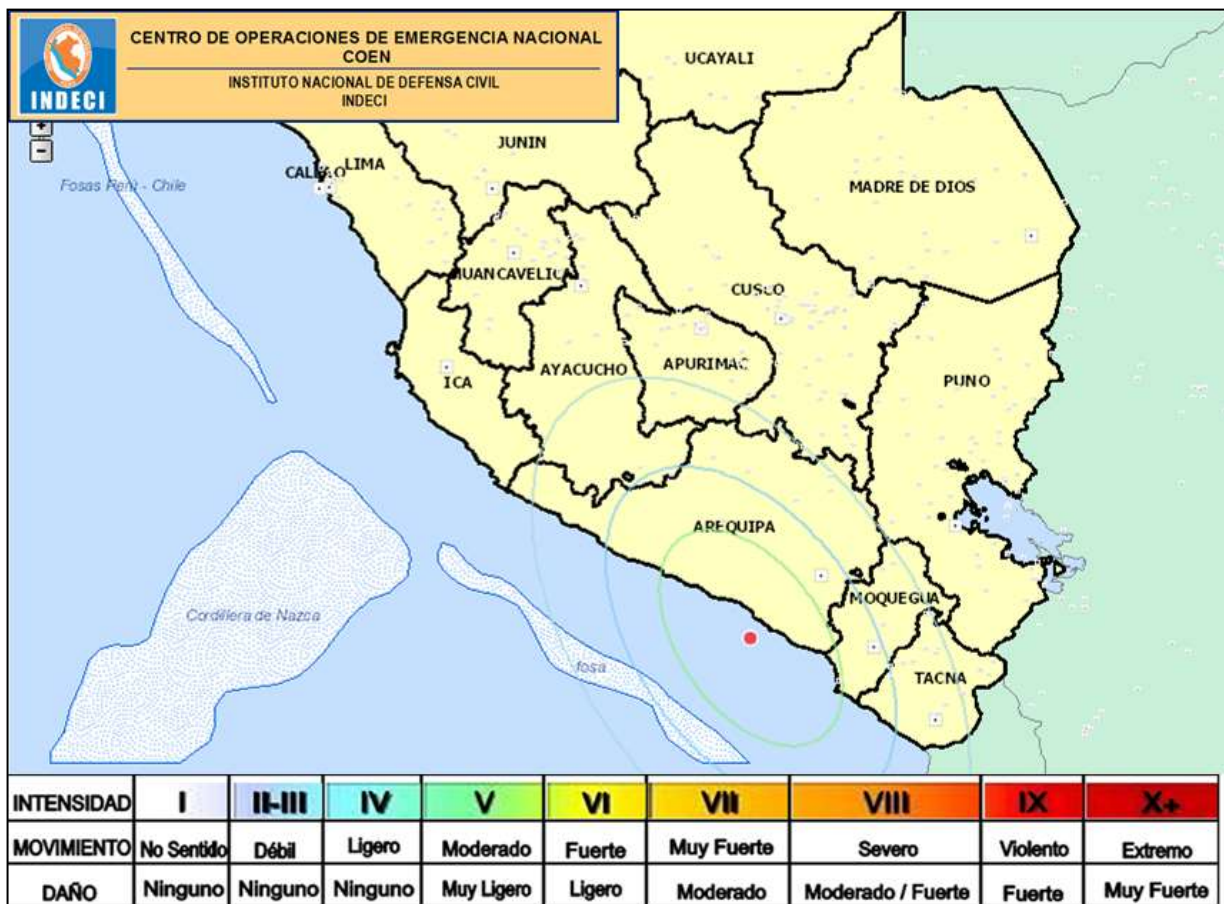 CENTRO DE OPERACIONES DE EMERGENCIA NACIONAL
COEN
INSTITUTO NACIONAL DE DEFENSA CIVIL
INDECI
INDECI
+
−
UCAYALI
JUNIN
CALLAO
LIMA
MADRE DE DIOS
Fosas Perú - Chile
HUANCAVELICA
CUSCO
AYACUCHO
APURIMAC
ICA
PUNO
AREQUIPA
MOQUEGUA
Cordillera de Nazca
fosa
TACNA
INTENSIDAD I II-III IV V VI VII VIII IX X+
MOVIMIENTO No Sentido Débil Ligero Moderado Fuerte Muy Fuerte Severo Violento Extremo
DAÑO Ninguno Ninguno Ninguno Muy Ligero Ligero Moderado Moderado / Fuerte Fuerte Muy Fuerte